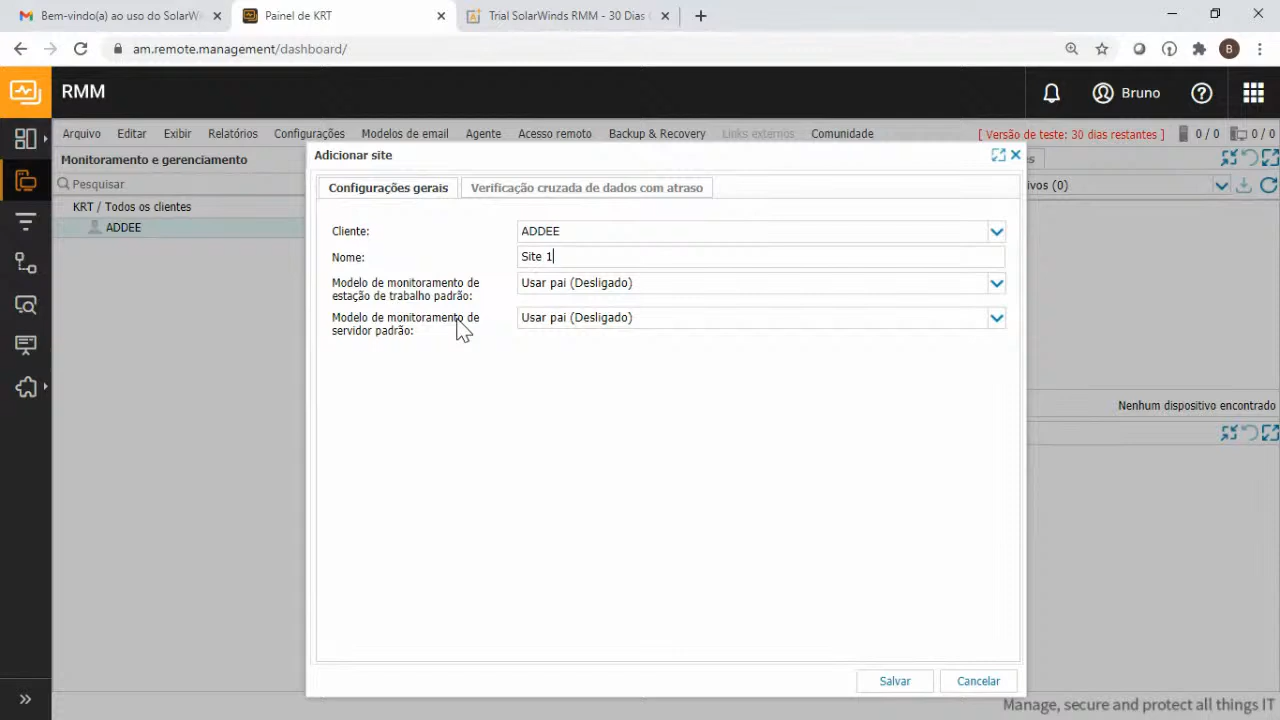 Bem-vindo(a) ao uso do SolarWi
Painel de KRT
Trial SolarWinds RMM - 30 Dias
am.remote.management/dashboard/
B
RMM
Bruno
Arquivo Editar Exibir Relatórios Configurações Modelos de email Agente Acesso remoto Backup & Recovery Links externos Comunidade [ Versão de teste: 30 dias restantes ] 0 / 0 0 / 0
Monitoramento e gerenciamento
Pesquisar
KRT / Todos os clientes
ADDEE
Adicionar site
Configurações gerais
Verificação cruzada de dados com atraso
Cliente: ADDEE
Nome: Site 1
Modelo de monitoramento de
estação de trabalho padrão:
Usar pai (Desligado)
Modelo de monitoramento de
servidor padrão:
Usar pai (Desligado)
Salvar
Cancelar
Nenhum dispositivo encontrado
Manage, secure and protect all things IT